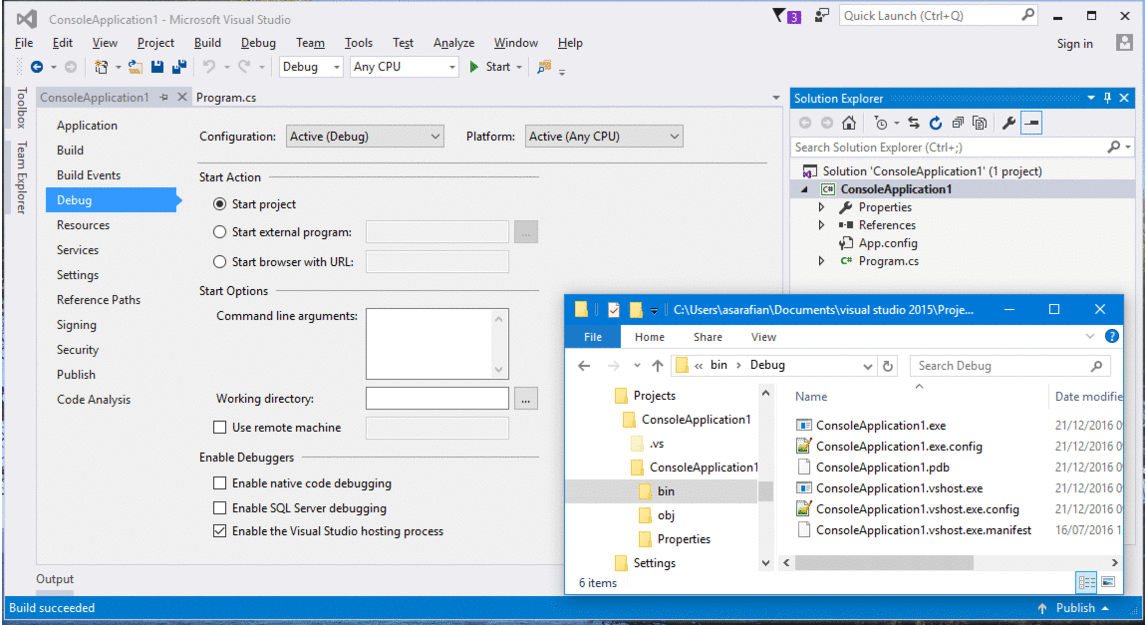 ConsoleApplication1 - Microsoft Visual Studio
3
Quick Launch (Ctrl+Q)
File Edit View Project Build Debug Team Tools Test Analyze Window Help
Sign in
Debug Any CPU Start
Toolbox
Team Explorer
ConsoleApplication1 Program.cs
Application
Build
Build Events
Debug
Resources
Services
Settings
Reference Paths
Signing
Security
Publish
Code Analysis
Configuration: Active (Debug) Platform: Active (Any CPU)
Start Action
Start project
Start external program: ...
Start browser with URL:
Start Options
Command line arguments:
Working directory: ...
Use remote machine
Enable Debuggers
Enable native code debugging
Enable SQL Server debugging
Enable the Visual Studio hosting process
Solution Explorer
Search Solution Explorer (Ctrl+;)
Solution 'ConsoleApplication1' (1 project)
C# ConsoleApplication1
Properties
References
App.config
C# Program.cs
C:\Users\asarafian\Documents\visual studio 2015\Proje...
File Home Share View
« bin › Debug
Search Debug
Projects
ConsoleApplication1
.vs
ConsoleApplication1
bin
obj
Properties
Settings
Name Date modifie
ConsoleApplication1.exe 21/12/2016 0
ConsoleApplication1.exe.config 21/12/2016 0
ConsoleApplication1.pdb 21/12/2016 0
ConsoleApplication1.vshost.exe 21/12/2016 0
ConsoleApplication1.vshost.exe.config 21/12/2016 0
ConsoleApplication1.vshost.exe.manifest 16/07/2016 1
6 items
Output
Build succeeded
Publish